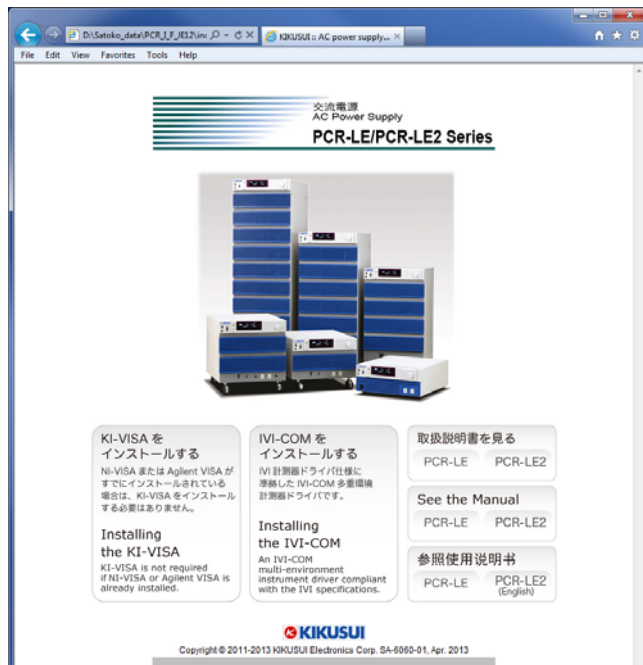 D:\Satoko_data\PCR_I_F_JE12\in
KIKUSUI :: AC power supply...
File Edit View Favorites Tools Help
交流電源
AC Power Supply
PCR-LE/PCR-LE2 Series
KI-VISA を
インストールする
NI-VISA または Agilent VISA が
すでにインストールされている
場合は、KI-VISA をインストール
する必要はありません。
Installing
the KI-VISA
KI-VISA is not required
if NI-VISA or Agilent VISA is
already installed.
IVI-COM を
インストールする
IVI 計測器ドライバ仕様に
準拠した IVI-COM 多重環境
計測器ドライバです。
Installing
the IVI-COM
An IVI-COM
multi-environment
instrument driver compliant
with the IVI specifications.
取扱説明書を見る
PCR-LE PCR-LE2
See the Manual
PCR-LE PCR-LE2
参照使用说明书
PCR-LE PCR-LE2
(English)
KIKUSUI
Copyright © 2011-2013 KIKUSUI Electronics Corp. SA-6060-01, Apr. 2013